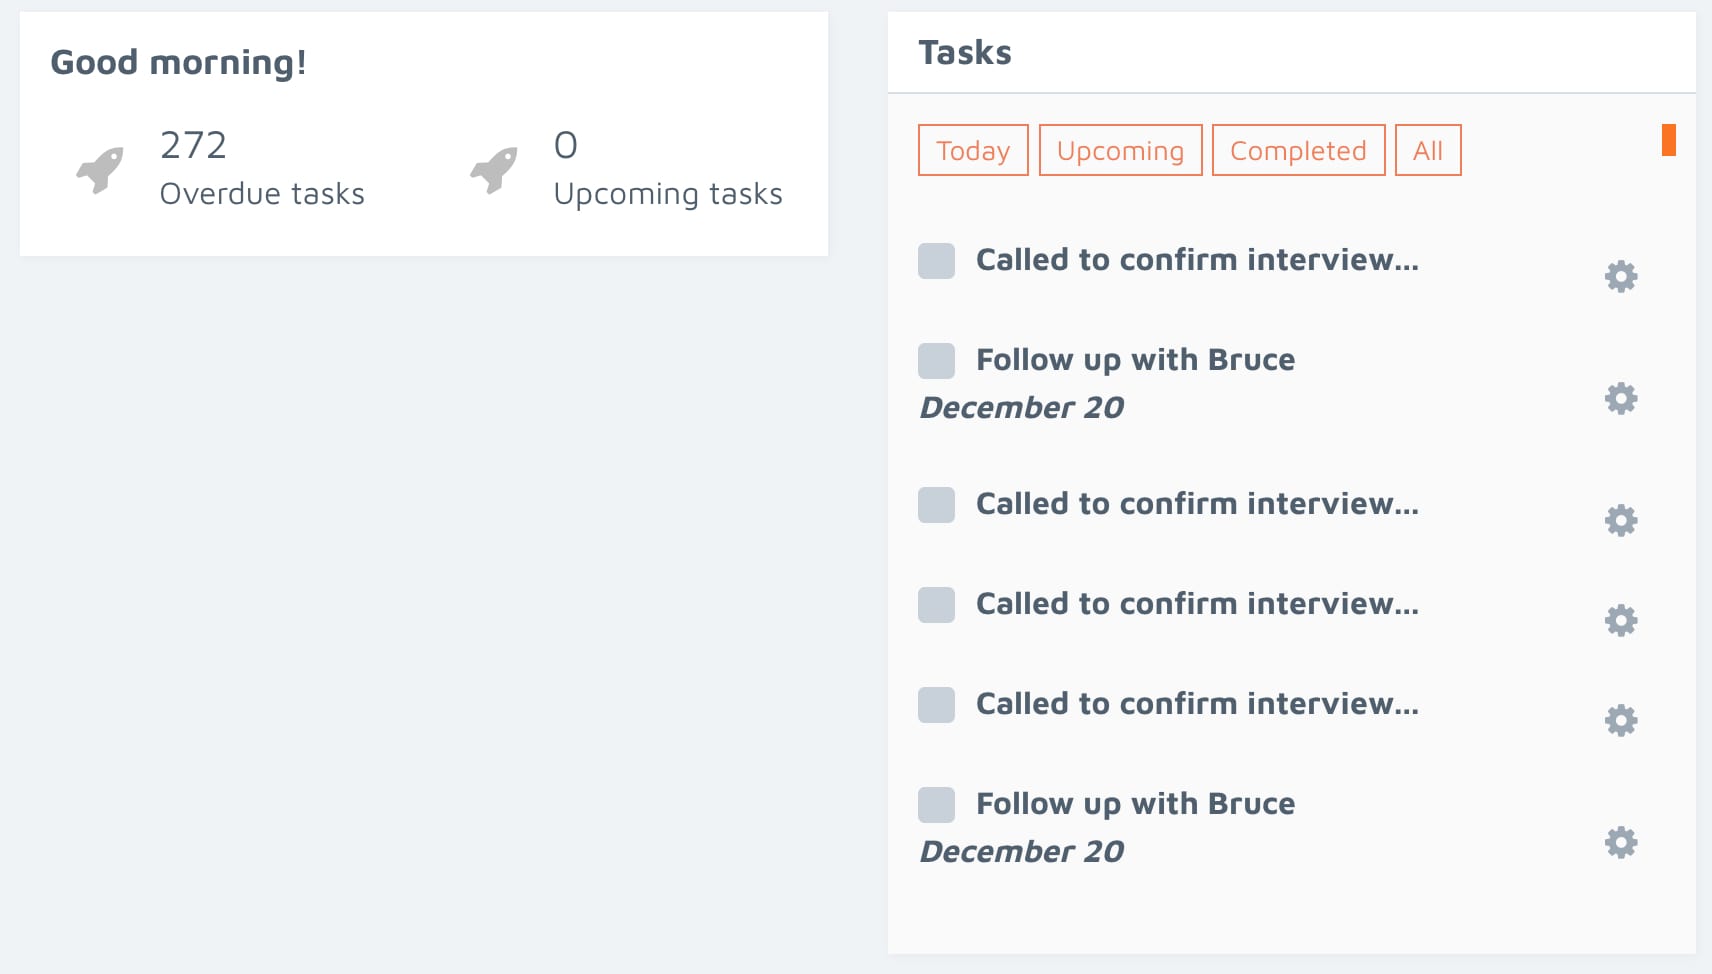 Good morning!
272
Overdue tasks
0
Upcoming tasks
Tasks
Today
Upcoming
Completed
All
Called to confirm interview...
Follow up with Bruce
December 20
Called to confirm interview...
Called to confirm interview...
Called to confirm interview...
Follow up with Bruce
December 20